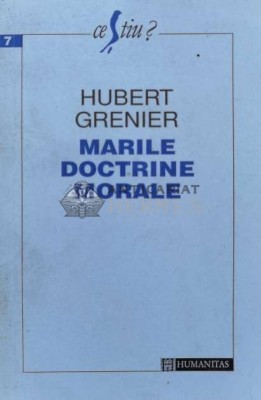 7
ce Știu?
HUBERT
GRENIER
MARILE
DOCTRINE
MORALE
HUMANITAS